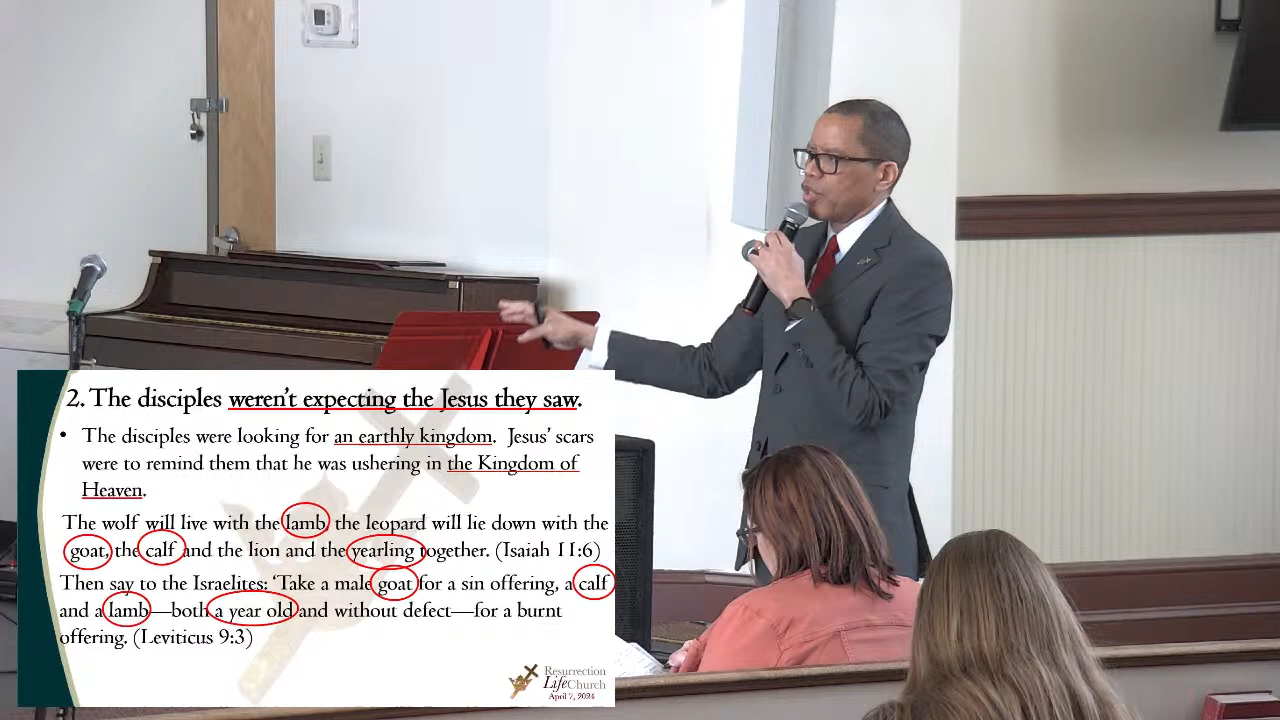 2. The disciples weren't expecting the Jesus they saw.
• The disciples were looking for an earthly kingdom. Jesus' scars
were to remind them that he was ushering in the Kingdom of
Heaven.
The wolf will live with the lamb the leopard will lie down with the
goat, the calf and the lion and the yearling together. (Isaiah 11:6)
Then say to the Israelites: 'Take a male goat for a sin offering, a calf
and a lamb—both a year old and without defect—for a burnt
offering. (Leviticus 9:3)
Resurrection
LifeChurch
April 7, 2024